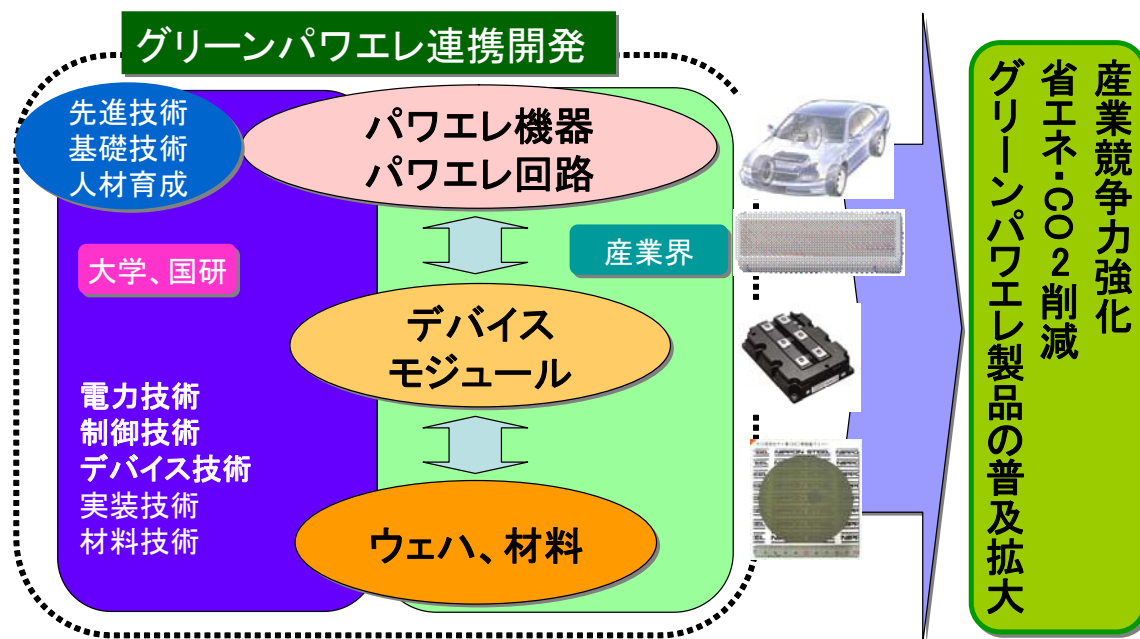 グリーンパワエレ連携開発
先進技術
基礎技術
人材育成
パワエレ機器
パワエレ回路
大学、国研
産業界
デバイス
モジュール
電力技術
制御技術
デバイス技術
実装技術
材料技術
ウェハ、材料
NIPPON STEEL
産業競争力強化
省エネ・CO2削減
グリーンパワエレ製品の普及拡大